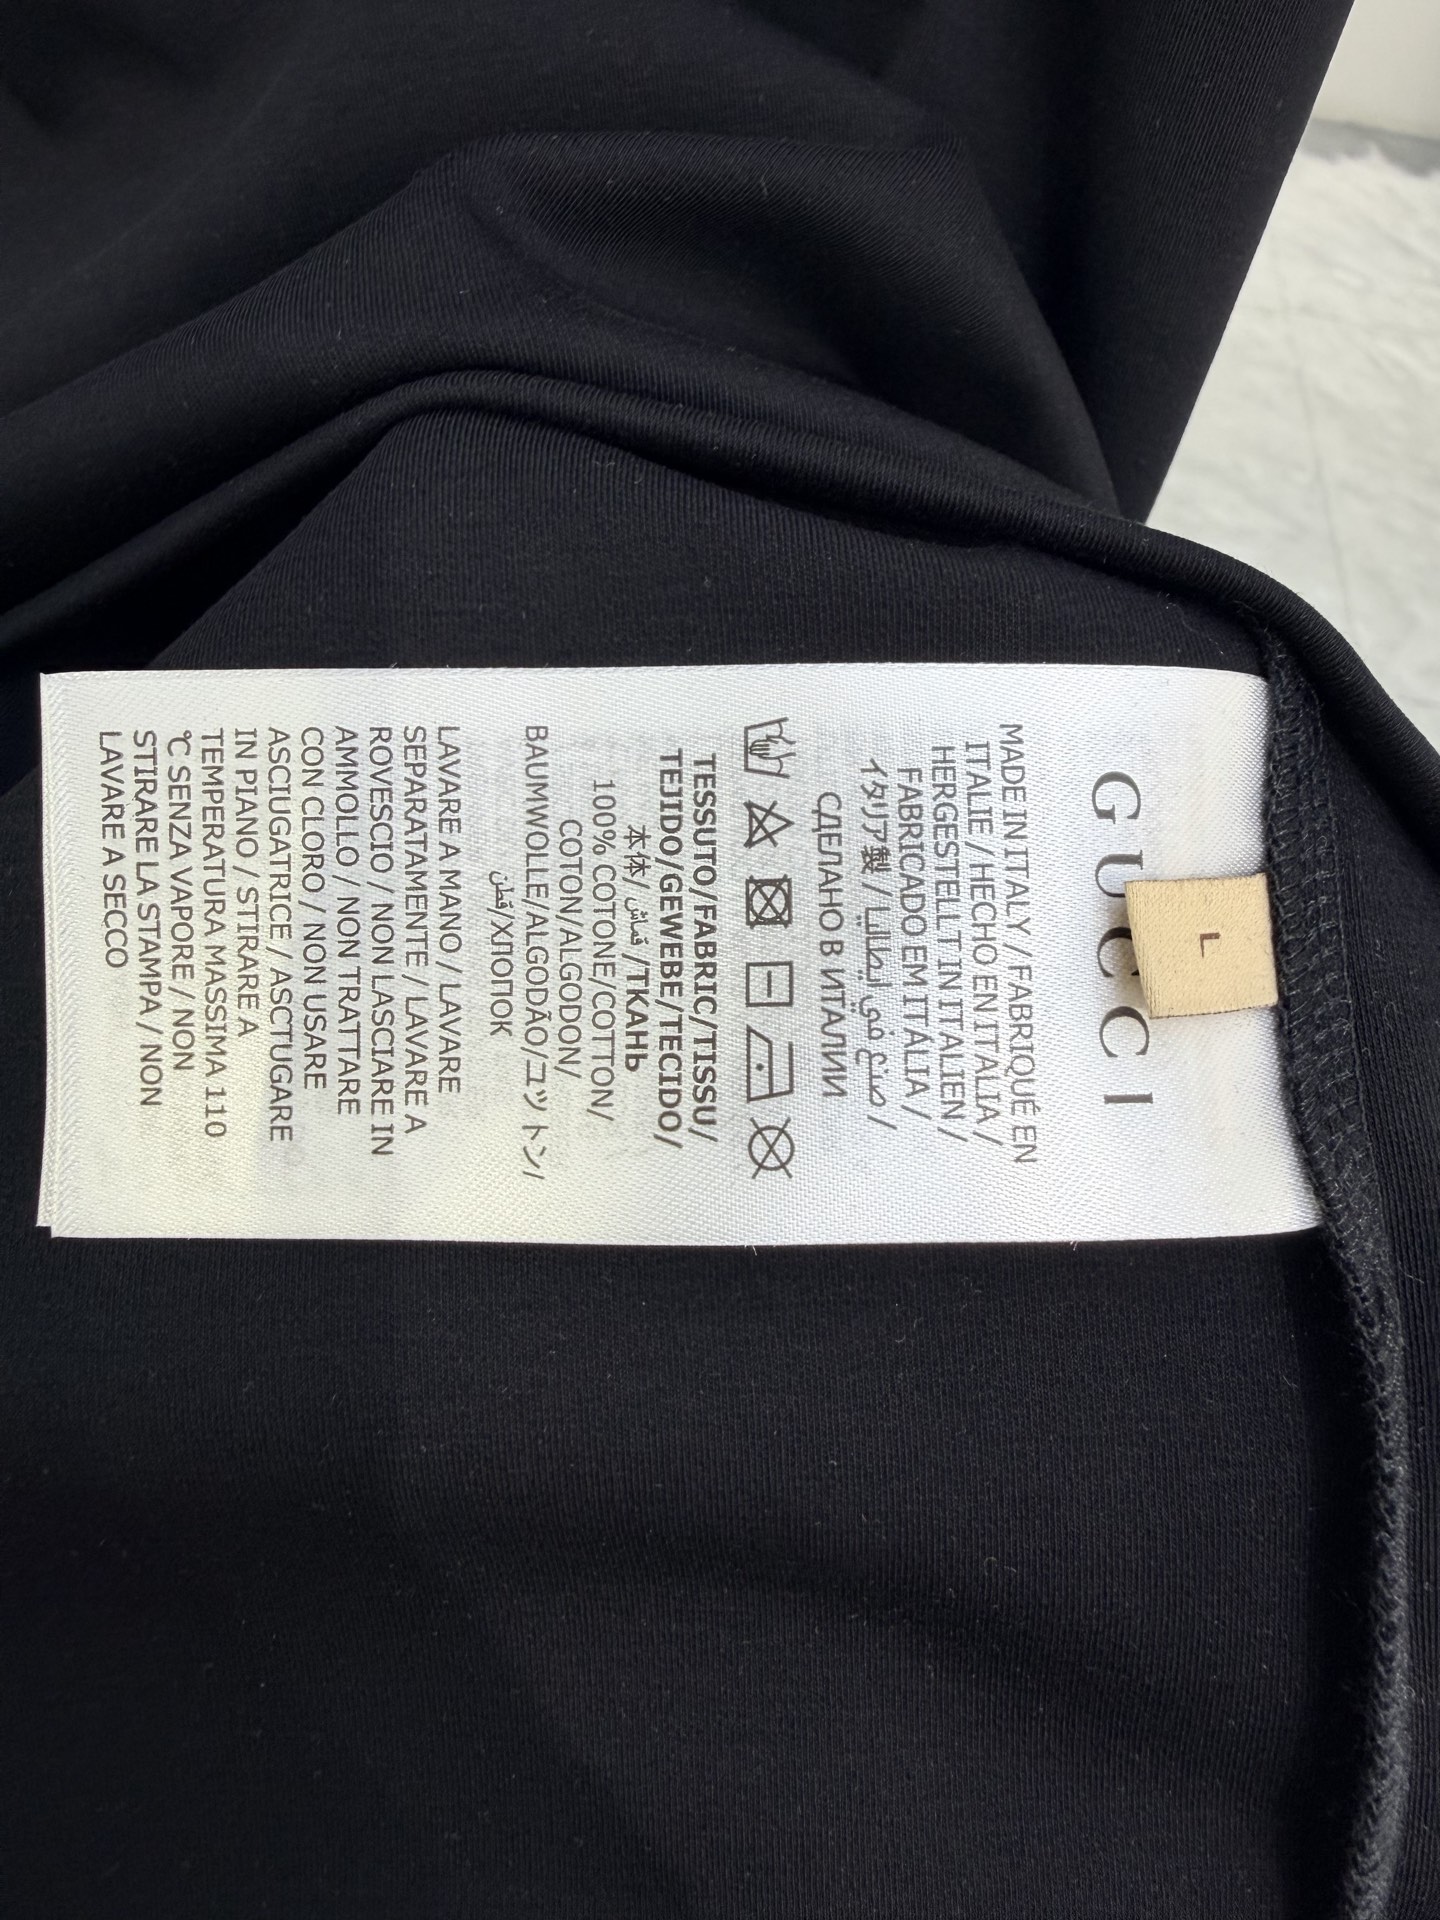 L
GUCCI
MADE IN ITALY / FABRIQUÉ EN
ITALIE / HECHO EN ITALIA /
HERGESTELLT IN ITALIEN /
FABRICADO EM ITÁLIA /
イタリア製 / صنع في إيطاليا /
СДЕЛАНО В ИТАЛИИ
TESSUTO/FABRIC/TISSU/
TEJIDO/GEWEBE/TECIDO/
本体/ قماش /ТКАНЬ
100% COTONE/COTTON/
COTON/ALGODON/
BAUMWOLLE/ALGODÃO/コットン/
قطن/ХЛОПОК
LAVARE A MANO / LAVARE
SEPARATAMENTE / LAVARE A
ROVESCIO / NON LASCIARE IN
AMMOLLO / NON TRATTARE
CON CLORO / NON USARE
ASCIUGATRICE / ASCTUGARE
IN PIANO / STIRARE A
TEMPERATURA MASSIMA 110
℃ SENZA VAPORE / NON
STIRARE LA STAMPA / NON
LAVARE A SECCO